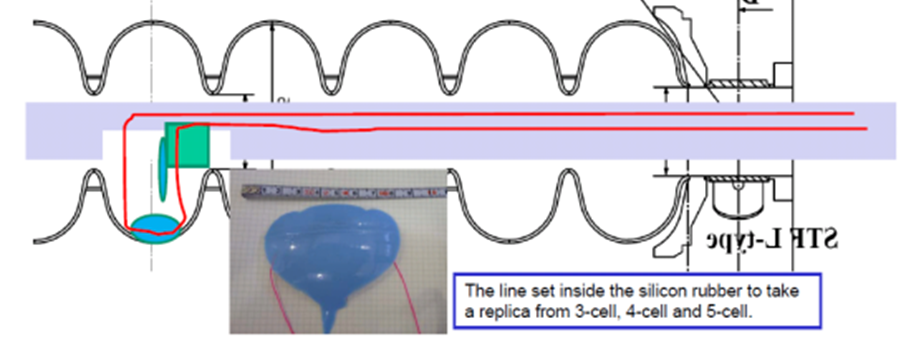 STF L-type
The line set inside the silicon rubber to take
a replica from 3-cell, 4-cell and 5-cell.